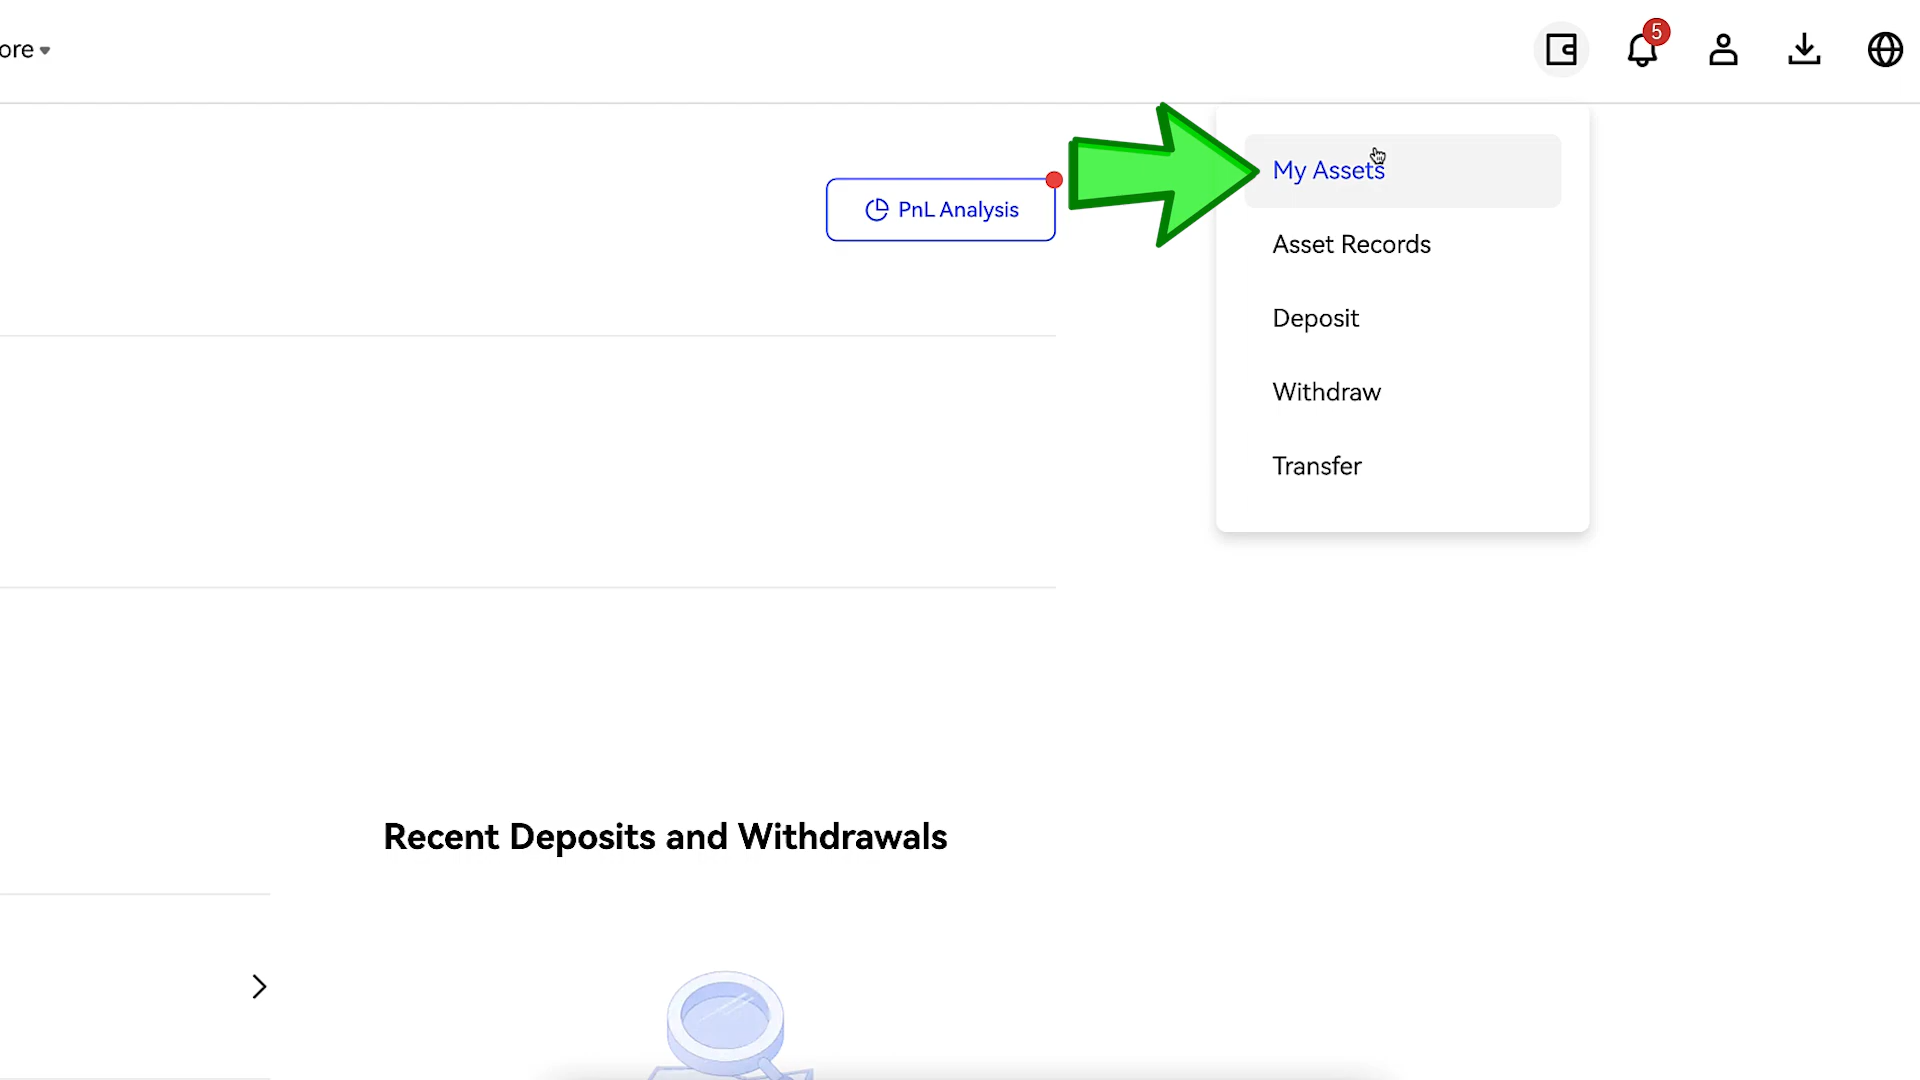 ore
5
My Assets
PnL Analysis
Asset Records
Deposit
Withdraw
Transfer
Recent Deposits and Withdrawals